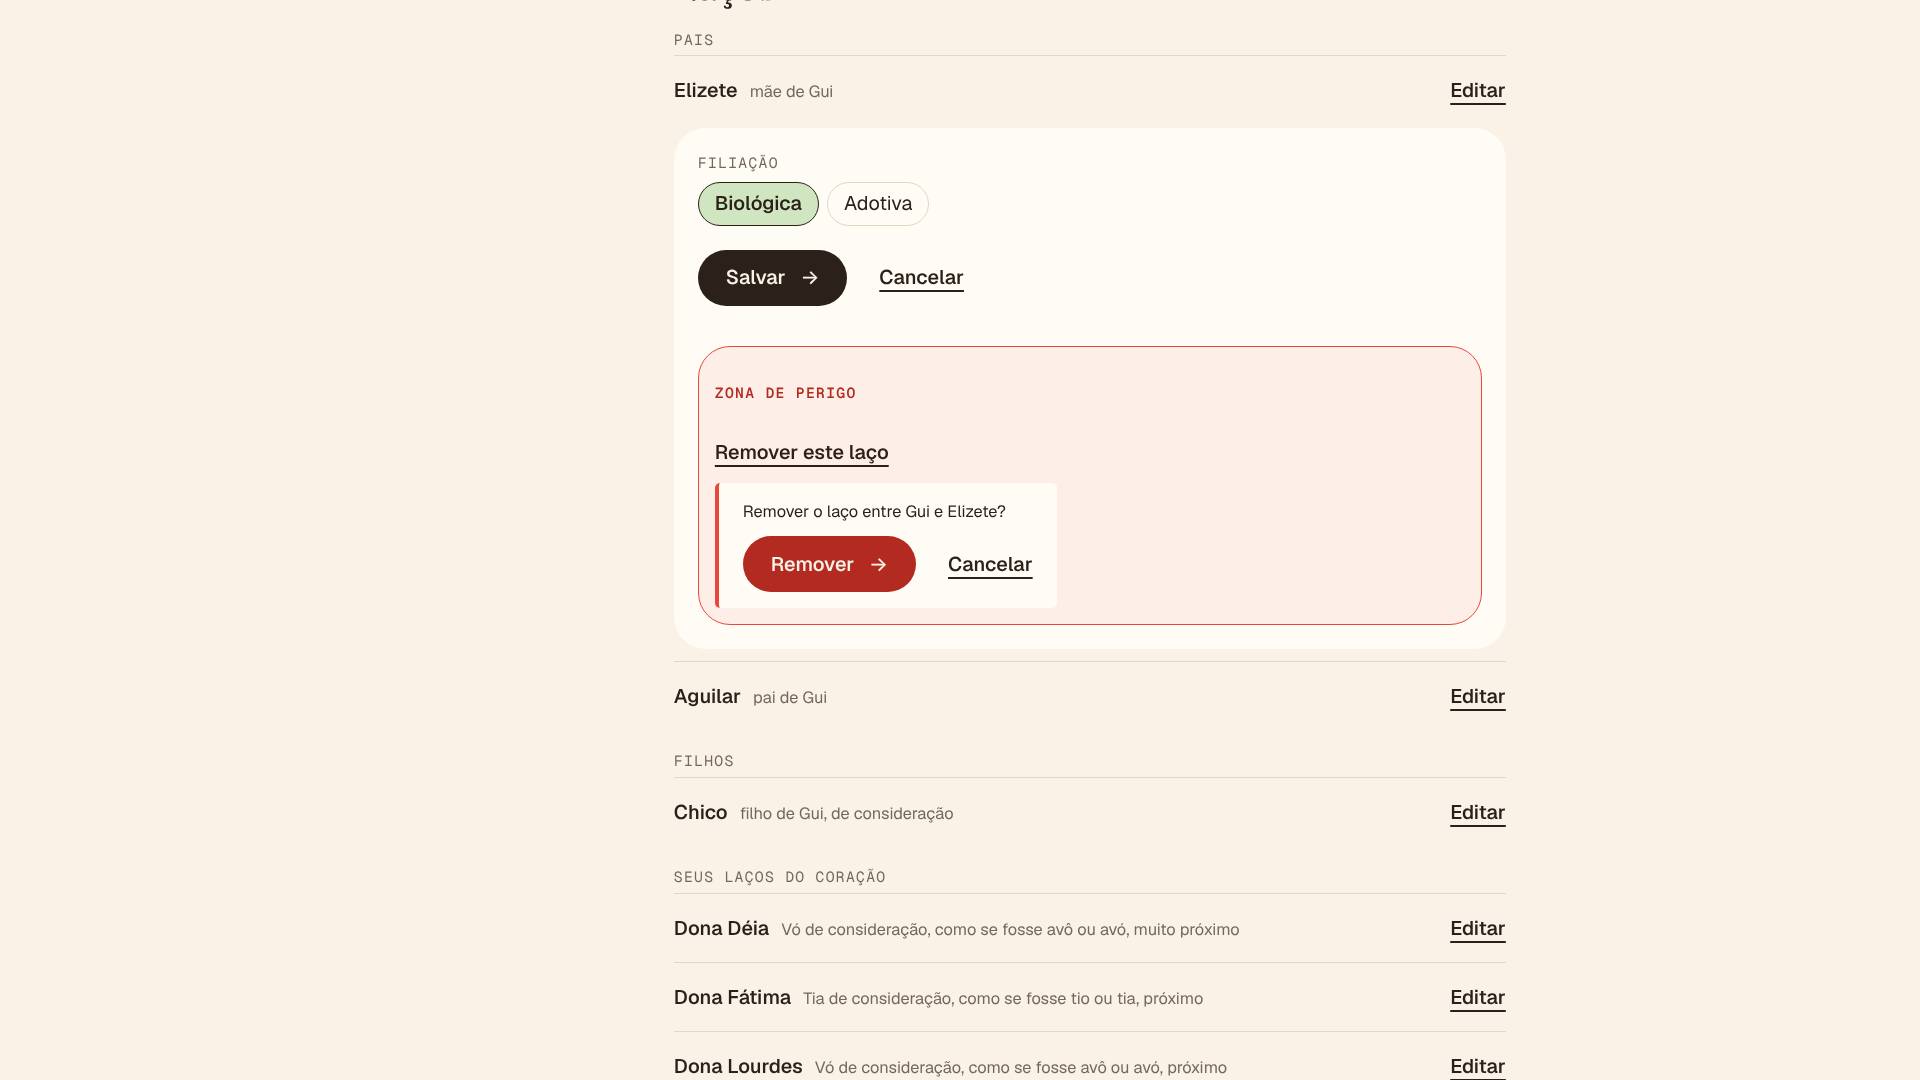 PAIS
Elizete mãe de Gui Editar
FILIAÇÃO
Biológica Adotiva
Salvar → Cancelar
ZONA DE PERIGO
Remover este laço
Remover o laço entre Gui e Elizete?
Remover → Cancelar
Aguilar pai de Gui Editar
FILHOS
Chico filho de Gui, de consideração Editar
SEUS LAÇOS DO CORAÇÃO
Dona Déia Vó de consideração, como se fosse avô ou avó, muito próximo Editar
Dona Fátima Tia de consideração, como se fosse tio ou tia, próximo Editar
Dona Lourdes Vó de consideração, como se fosse avô ou avó, próximo Editar